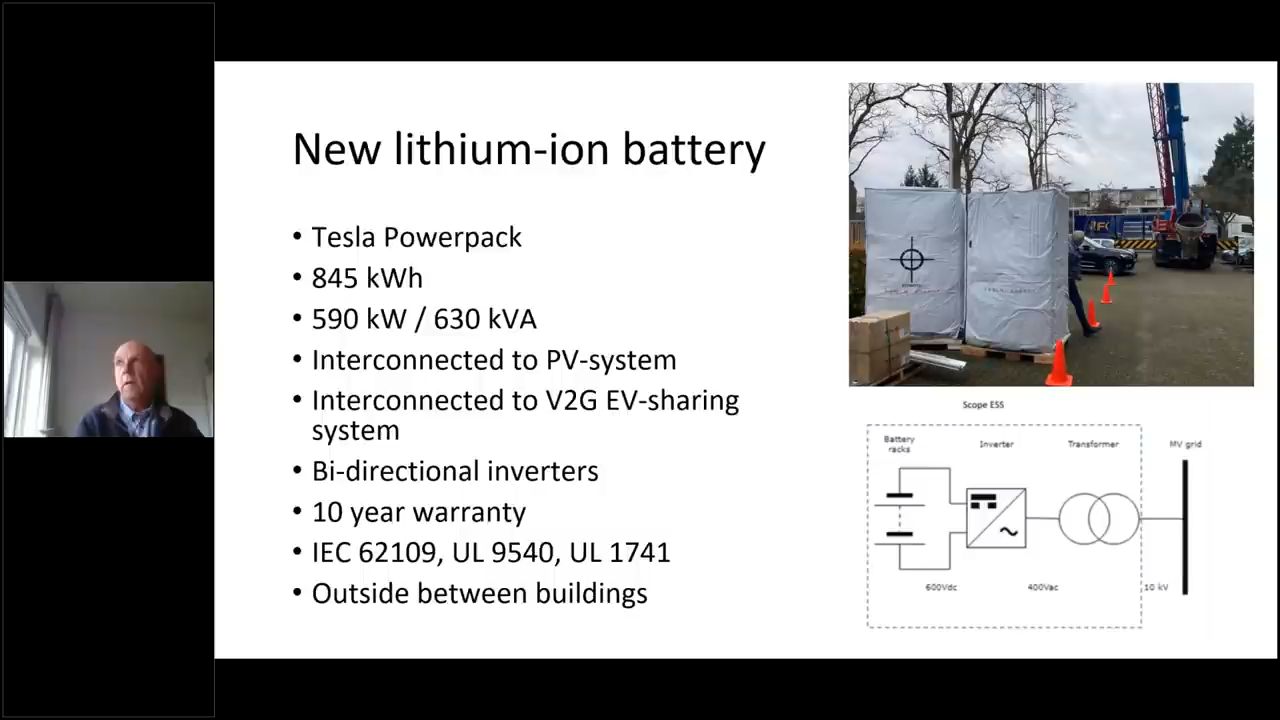 New lithium-ion battery
• Tesla Powerpack
• 845 kWh
• 590 kW / 630 kVA
• Interconnected to PV-system
• Interconnected to V2G EV-sharing
system
• Bi-directional inverters
• 10 year warranty
• IEC 62109, UL 9540, UL 1741
• Outside between buildings
Scope ESS
Battery
racks
Inverter
Transformer
MV grid
600Vdc
400Vac
10 kV